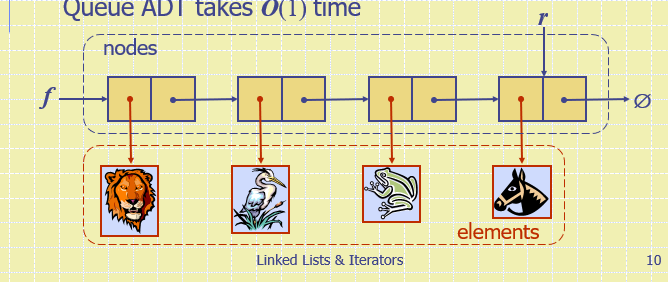 Queue ADT takes O(1) time
r
nodes
f
∅
elements
Linked Lists & Iterators
10